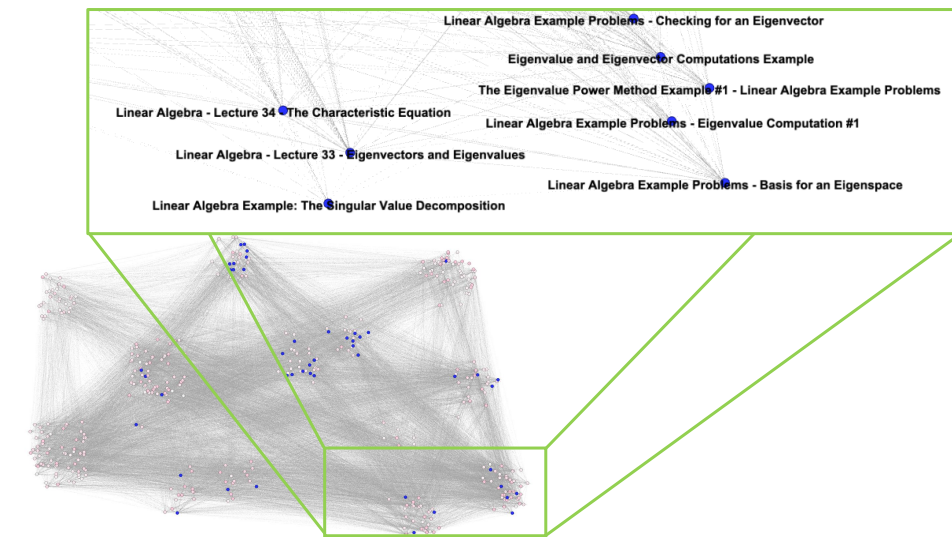 Linear Algebra Example Problems - Checking for an Eigenvector
Eigenvalue and Eigenvector Computations Example
The Eigenvalue Power Method Example #1 - Linear Algebra Example Problems
Linear Algebra - Lecture 34 - The Characteristic Equation
Linear Algebra Example Problems - Eigenvalue Computation #1
Linear Algebra - Lecture 33 - Eigenvectors and Eigenvalues
Linear Algebra Example Problems - Basis for an Eigenspace
Linear Algebra Example: The Singular Value Decomposition